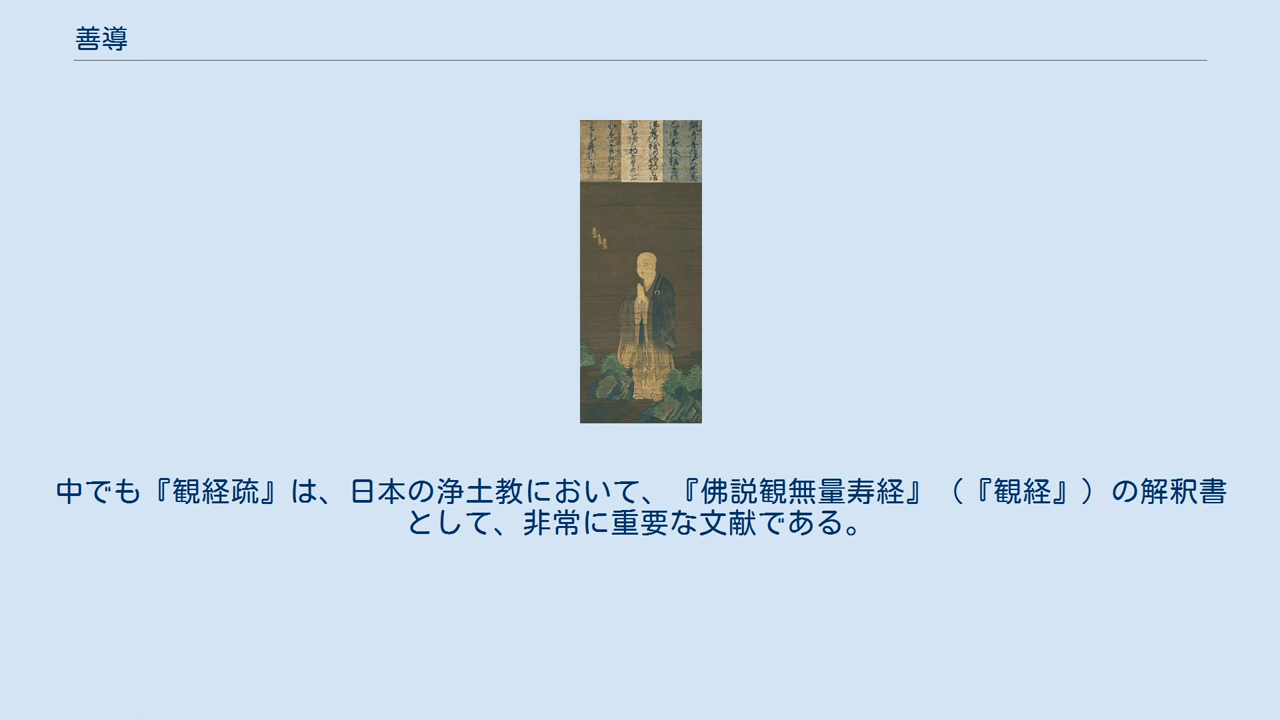 善導
中でも『観経疏』は、日本の浄土教において、『佛説観無量寿経』（『観経』）の解釈書
として、非常に重要な文献である。